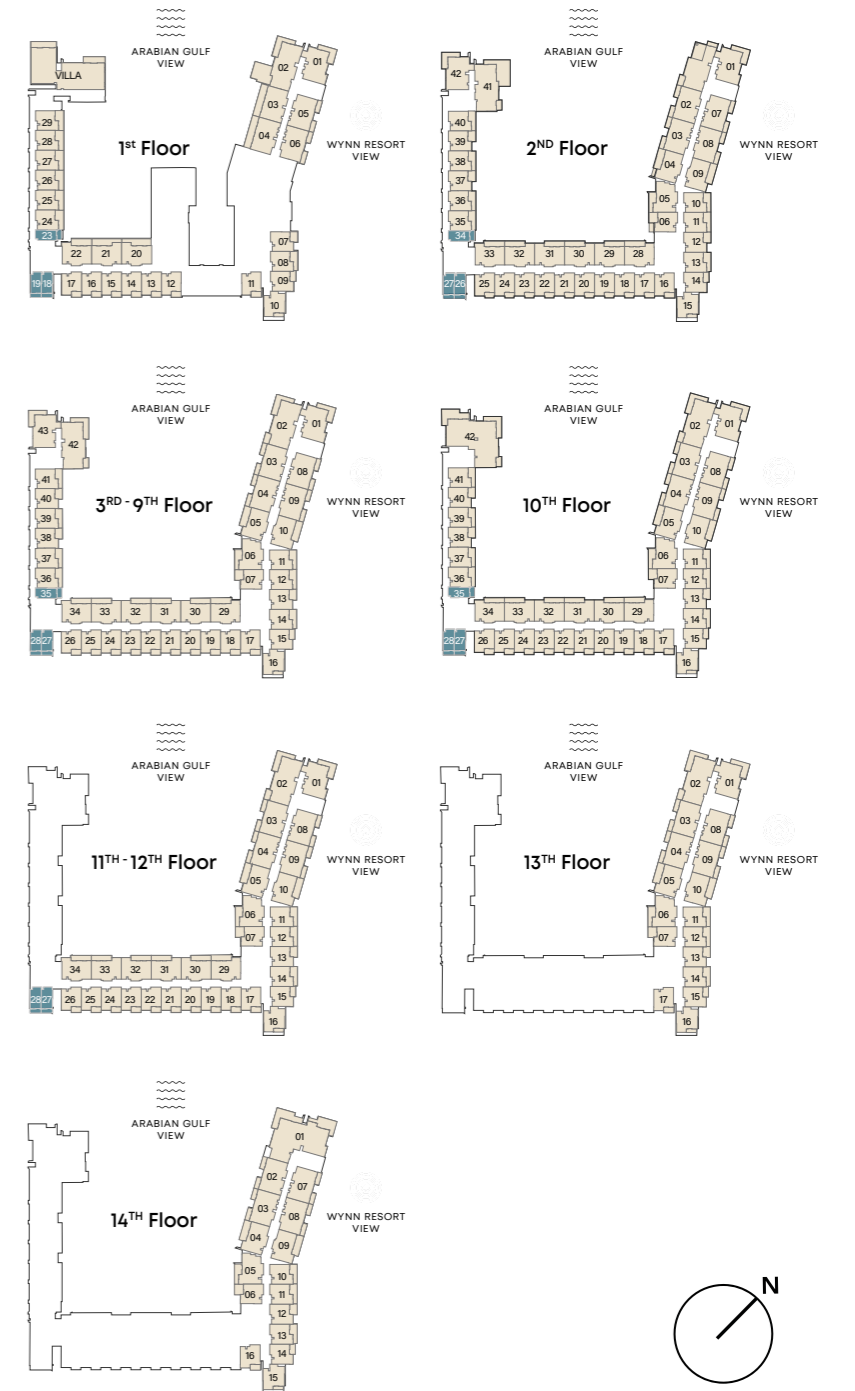 ARABIAN GULF
VIEW
VILLA
02 01
03 05
04 06
29
28
27
26
25
24
23
1st Floor
WYNN RESORT
VIEW
22 21 20
07
08
09
10
19 18 17 16 15 14 13 12 11
ARABIAN GULF
VIEW
42 41
01
02 07
03 08
04 09
40
39
38
37
36
35
34
2ND Floor
WYNN RESORT
VIEW
05 10
06 11
12
13
14
15
33 32 31 30 29 28
27 26 25 24 23 22 21 20 19 18 17 16
ARABIAN GULF
VIEW
43 42
02 01
03 08
04 09
05 10
41
40
39
38
37
36
35
3RD - 9TH Floor
WYNN RESORT
VIEW
06 11
07 12
13
14
15
16
34 33 32 31 30 29
28 27 26 25 24 23 22 21 20 19 18 17
ARABIAN GULF
VIEW
42
02 01
03 08
04 09
05 10
41
40
39
38
37
36
35
10TH Floor
WYNN RESORT
VIEW
06 11
07 12
13
14
15
16
34 33 32 31 30 29
28 27 26 25 24 23 22 21 20 19 18 17
ARABIAN GULF
VIEW
02 01
03 08
04 09
05 10
11TH - 12TH Floor
WYNN RESORT
VIEW
06 11
07 12
13
14
15
16
34 33 32 31 30 29
28 27 26 25 24 23 22 21 20 19 18 17
ARABIAN GULF
VIEW
02 01
03 08
04 09
05 10
13TH Floor
WYNN RESORT
VIEW
06 11
07 12
13
14
15
17 16
ARABIAN GULF
VIEW
01
02 07
03 08
04 09
14TH Floor
WYNN RESORT
VIEW
05 10
06 11
12
13
14
16 15
N